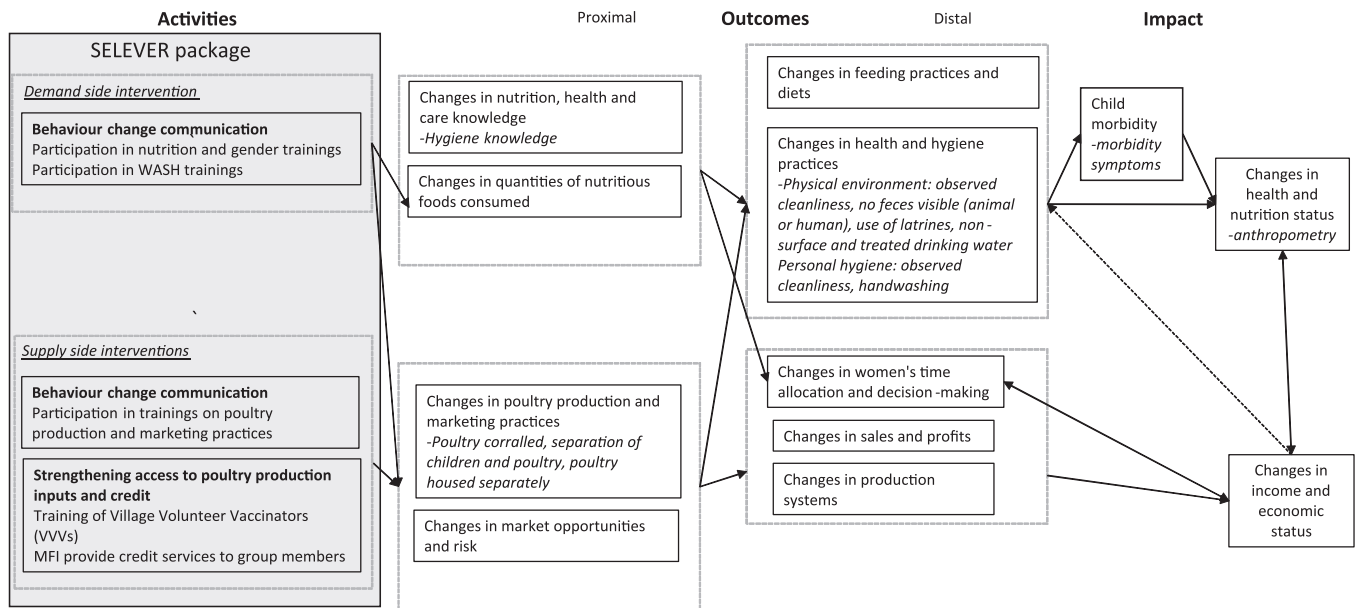 Activities
Proximal
Outcomes
Distal
Impact
SELEVER package
Demand side intervention
Behaviour change communication
Participation in nutrition and gender trainings
Participation in WASH trainings
`
Supply side interventions
Behaviour change communication
Participation in trainings on poultry
production and marketing practices
Strengthening access to poultry production
inputs and credit
Training of Village Volunteer Vaccinators
(VVVs)
MFI provide credit services to group members
Changes in nutrition, health and
care knowledge
-Hygiene knowledge
Changes in quantities of nutritious
foods consumed
Changes in poultry production and
marketing practices
-Poultry corralled, separation of
children and poultry, poultry
housed separately
Changes in market opportunities
and risk
Changes in feeding practices and
diets
Changes in health and hygiene
practices
-Physical environment: observed
cleanliness, no feces visible (animal
or human), use of latrines, non-
surface and treated drinking water
Personal hygiene: observed
cleanliness, handwashing
Changes in women's time
allocation and decision-making
Changes in sales and profits
Changes in production
systems
Child
morbidity
-morbidity
symptoms
Changes in
health and
nutrition status
-anthropometry
Changes in
income and
economic
status